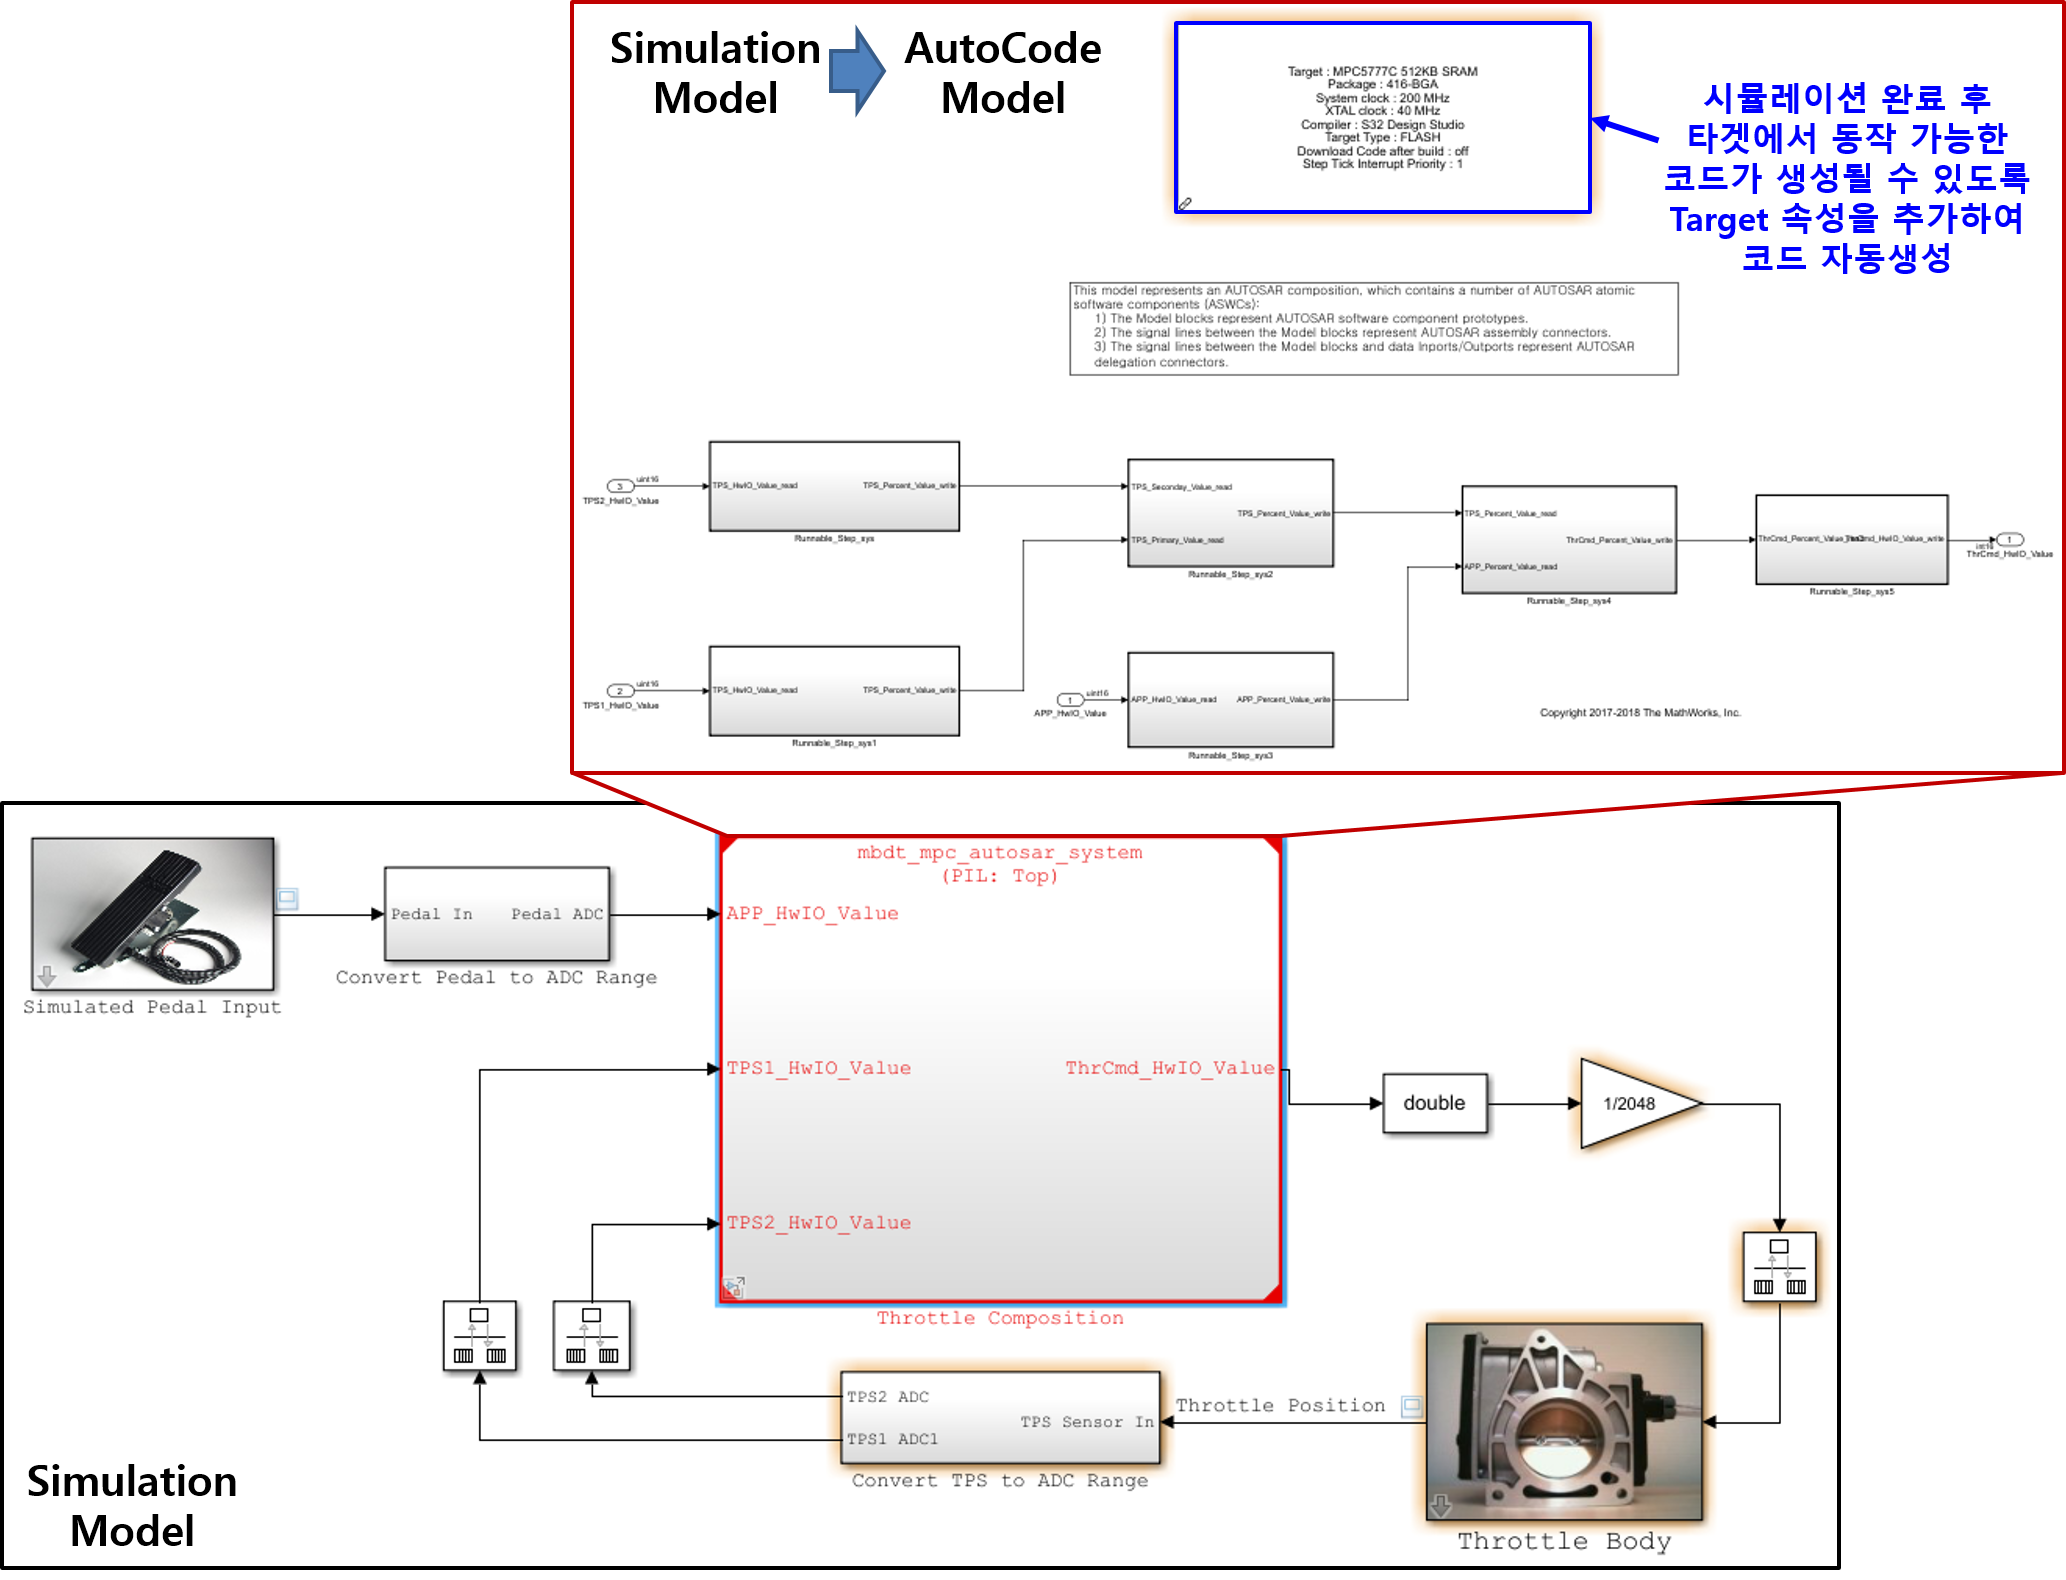 Simulation
Model
AutoCode
Model
Target : MPC5777C 512KB SRAM
Package : 416-BGA
System clock : 200 MHz
XTAL clock : 40 MHz
Compiler : S32 Design Studio
Target Type : FLASH
Download Code after build : off
Step Tick Interrupt Priority : 1
시뮬레이션 완료 후
타겟에서 동작 가능한
코드가 생성될 수 있도록
Target 속성을 추가하여
코드 자동생성
This model represents an AUTOSAR composition, which contains a number of AUTOSAR atomic
software components (ASWCs):
1) The Model blocks represent AUTOSAR software component prototypes.
2) The signal lines between the Model blocks represent AUTOSAR assembly connectors.
3) The signal lines between the Model blocks and data Inports/Outports represent AUTOSAR
delegation connectors.
3
uint16
TPS2_HwIO_Value
TPS_HwIO_Value_read
TPS_Percent_Value_write
Runnable_Step_sys
TPS_Seconday_Value_read
TPS_Percent_Value_write
TPS_Primary_Value_read
Runnable_Step_sys2
TPS_Percent_Value_read
ThrCmd_Percent_Value_write
APP_Percent_Value_read
Runnable_Step_sys4
ThrCmd_Percent_Value_read
ThrCmd_HwIO_Value_write
Runnable_Step_sys5
1
int16
ThrCmd_HwIO_Value
2
uint16
TPS1_HwIO_Value
TPS_HwIO_Value_read
TPS_Percent_Value_write
Runnable_Step_sys1
1
uint16
APP_HwIO_Value
APP_HwIO_Value_read
APP_Percent_Value_write
Runnable_Step_sys3
Copyright 2017-2018 The MathWorks, Inc.
Simulated Pedal Input
Pedal In
Pedal ADC
Convert Pedal to ADC Range
mbdt_mpc_autosar_system
(PIL: Top)
APP_HwIO_Value
TPS1_HwIO_Value
ThrCmd_HwIO_Value
TPS2_HwIO_Value
Throttle Composition
double
1/2048
TPS2 ADC
TPS Sensor In
TPS1 ADC1
Convert TPS to ADC Range
Throttle Position
Throttle Body
Simulation
Model